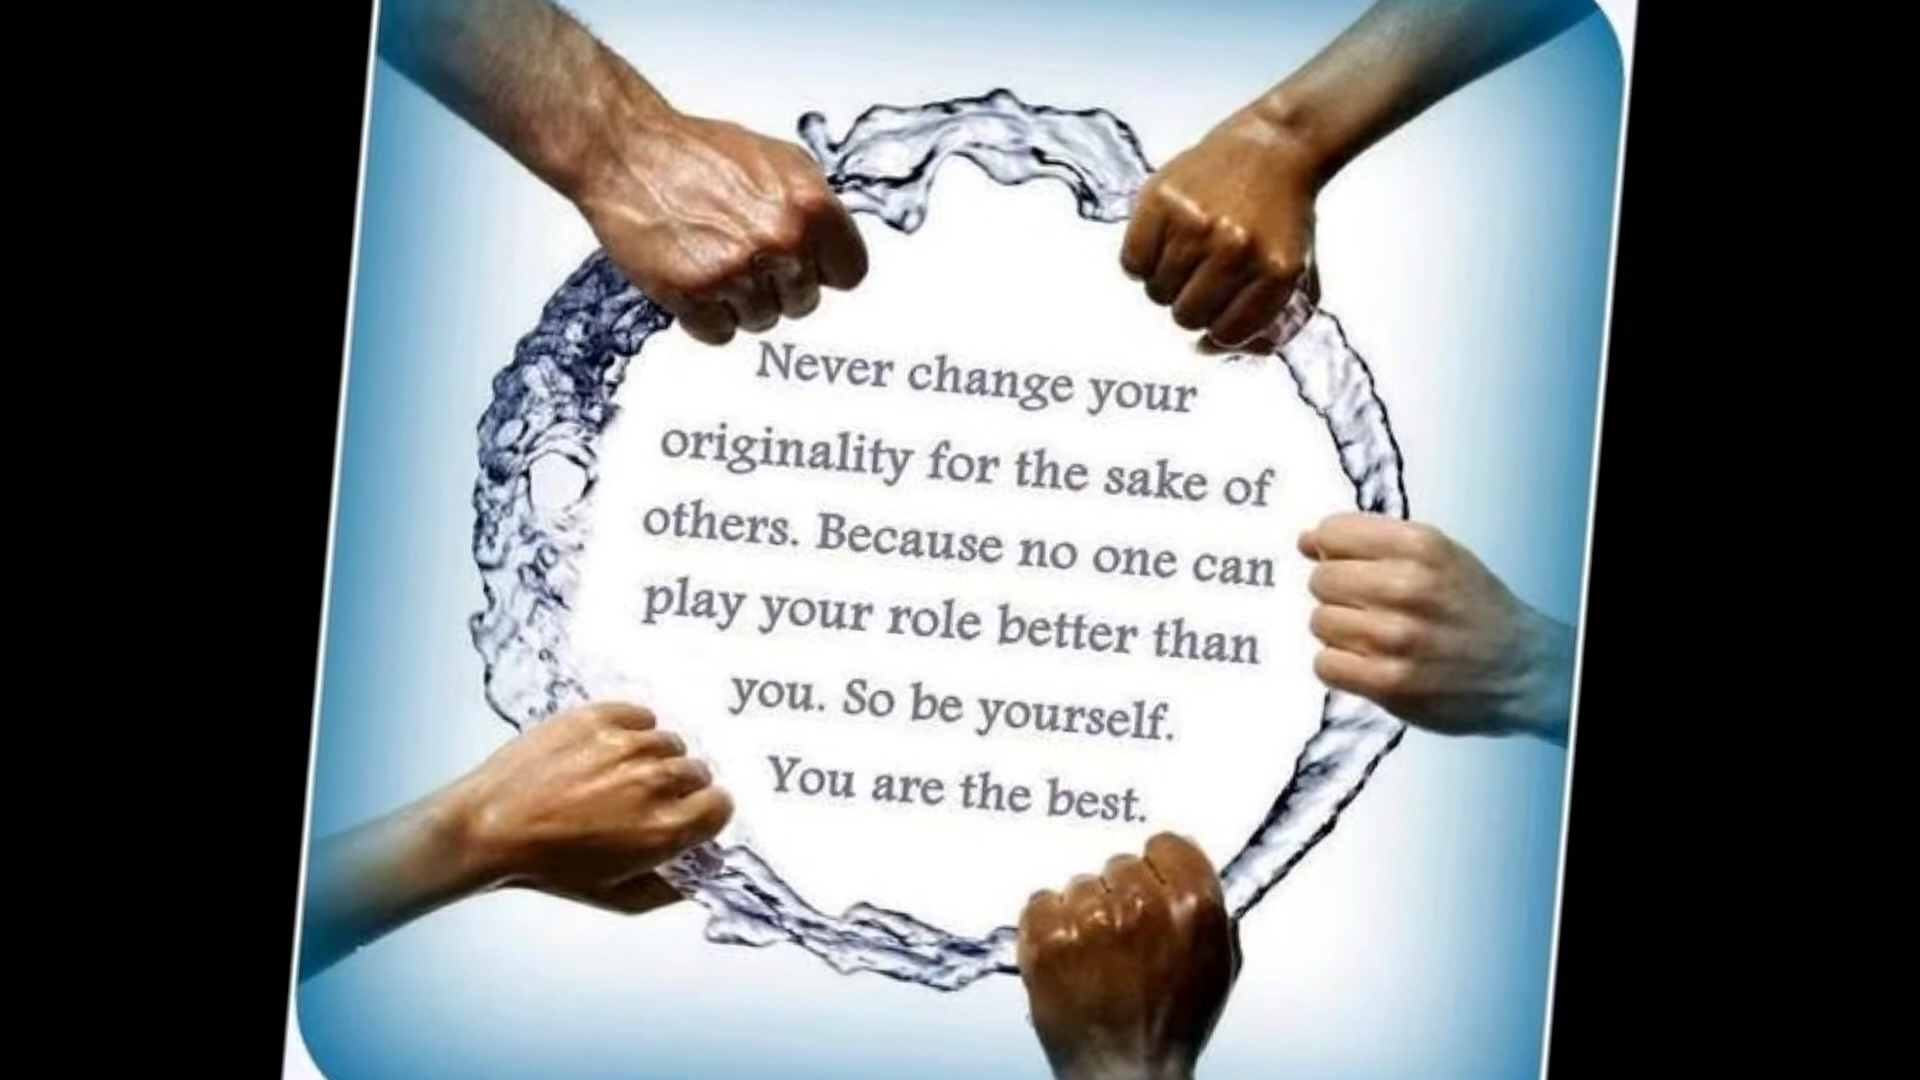 Never change your
originality for the sake of
others. Because no one can
play your role better than
you. So be yourself.
You are the best.